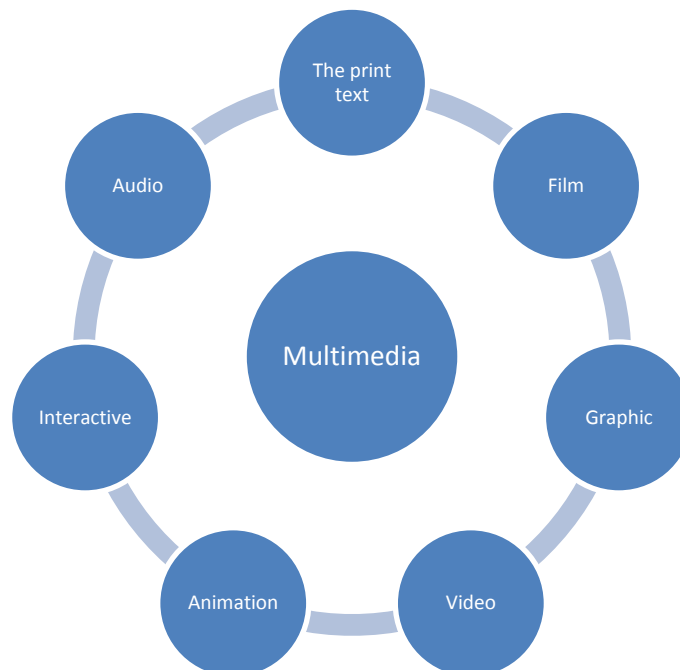 The print
text
Audio
Film
Multimedia
Interactive
Graphic
Animation
Video